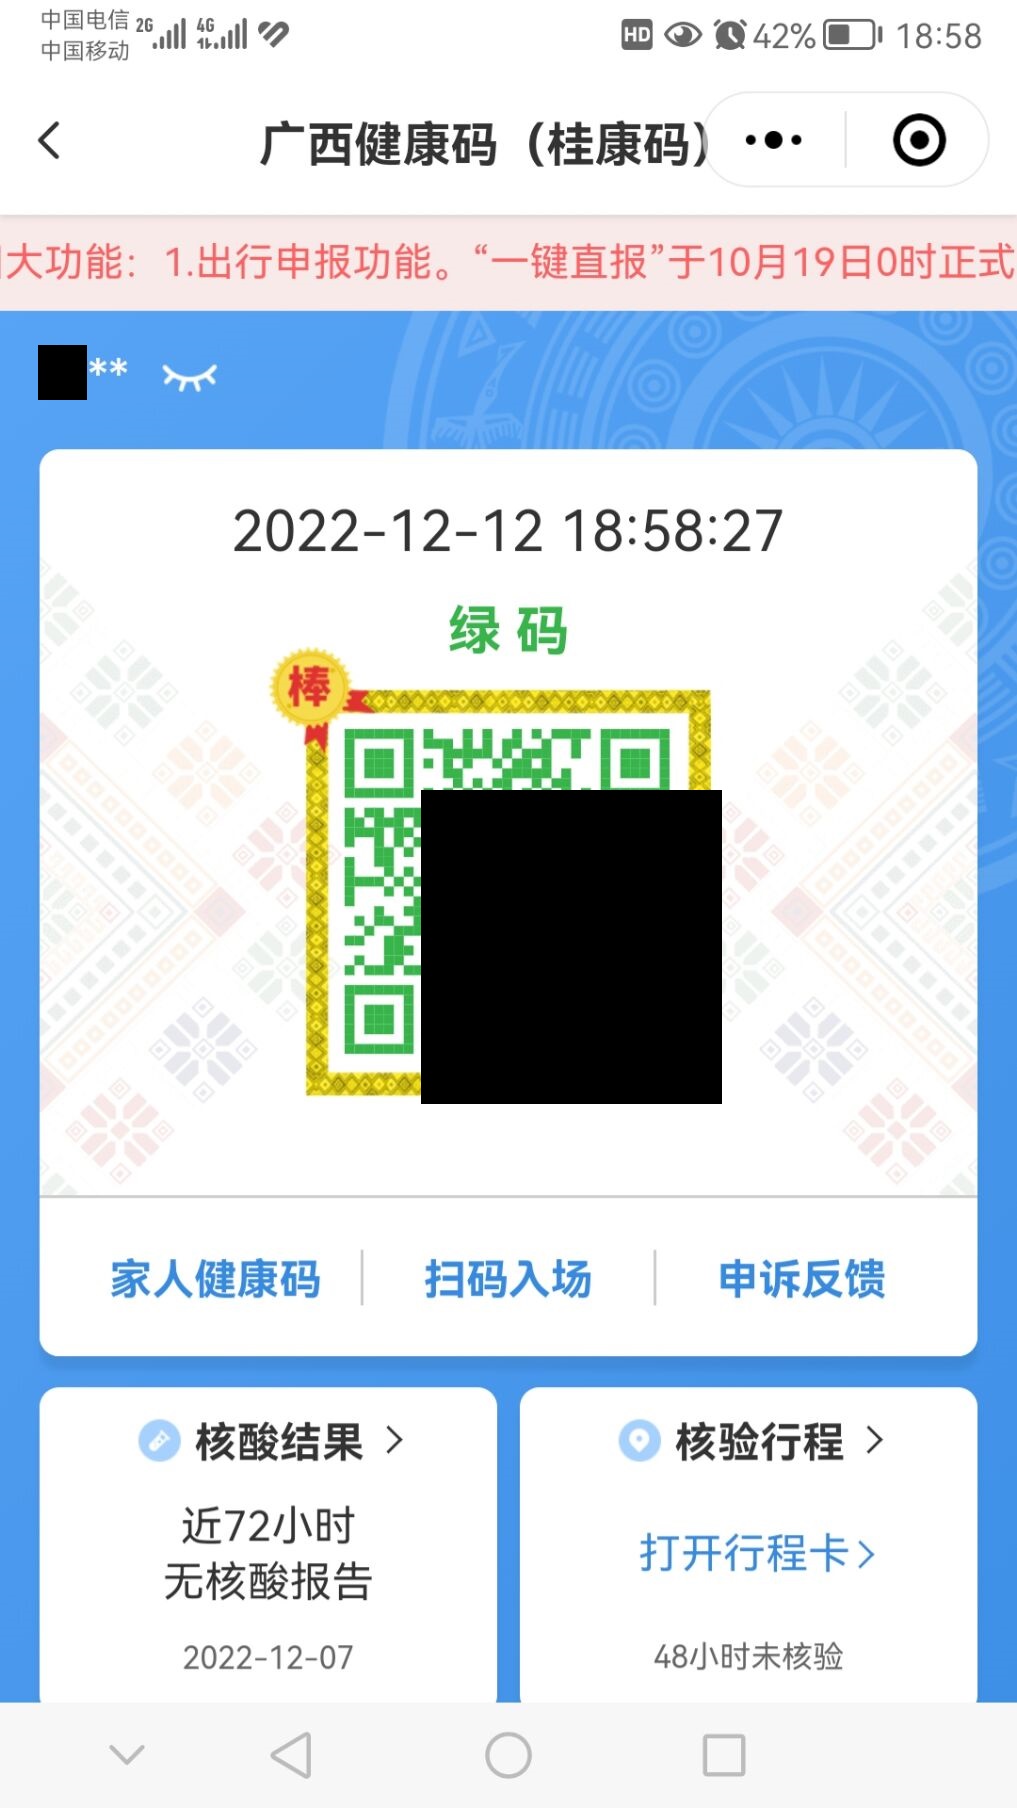 中国电信 2G 4G HD 42% 18:58
中国移动
广西健康码（桂康码）
大功能：1.出行申报功能。“一键直报”于10月19日0时正式
**
2022-12-12 18:58:27
绿码
棒
家人健康码 扫码入场 申诉反馈
核酸结果
近72小时
无核酸报告
2022-12-07
核验行程
打开行程卡
48小时未核验